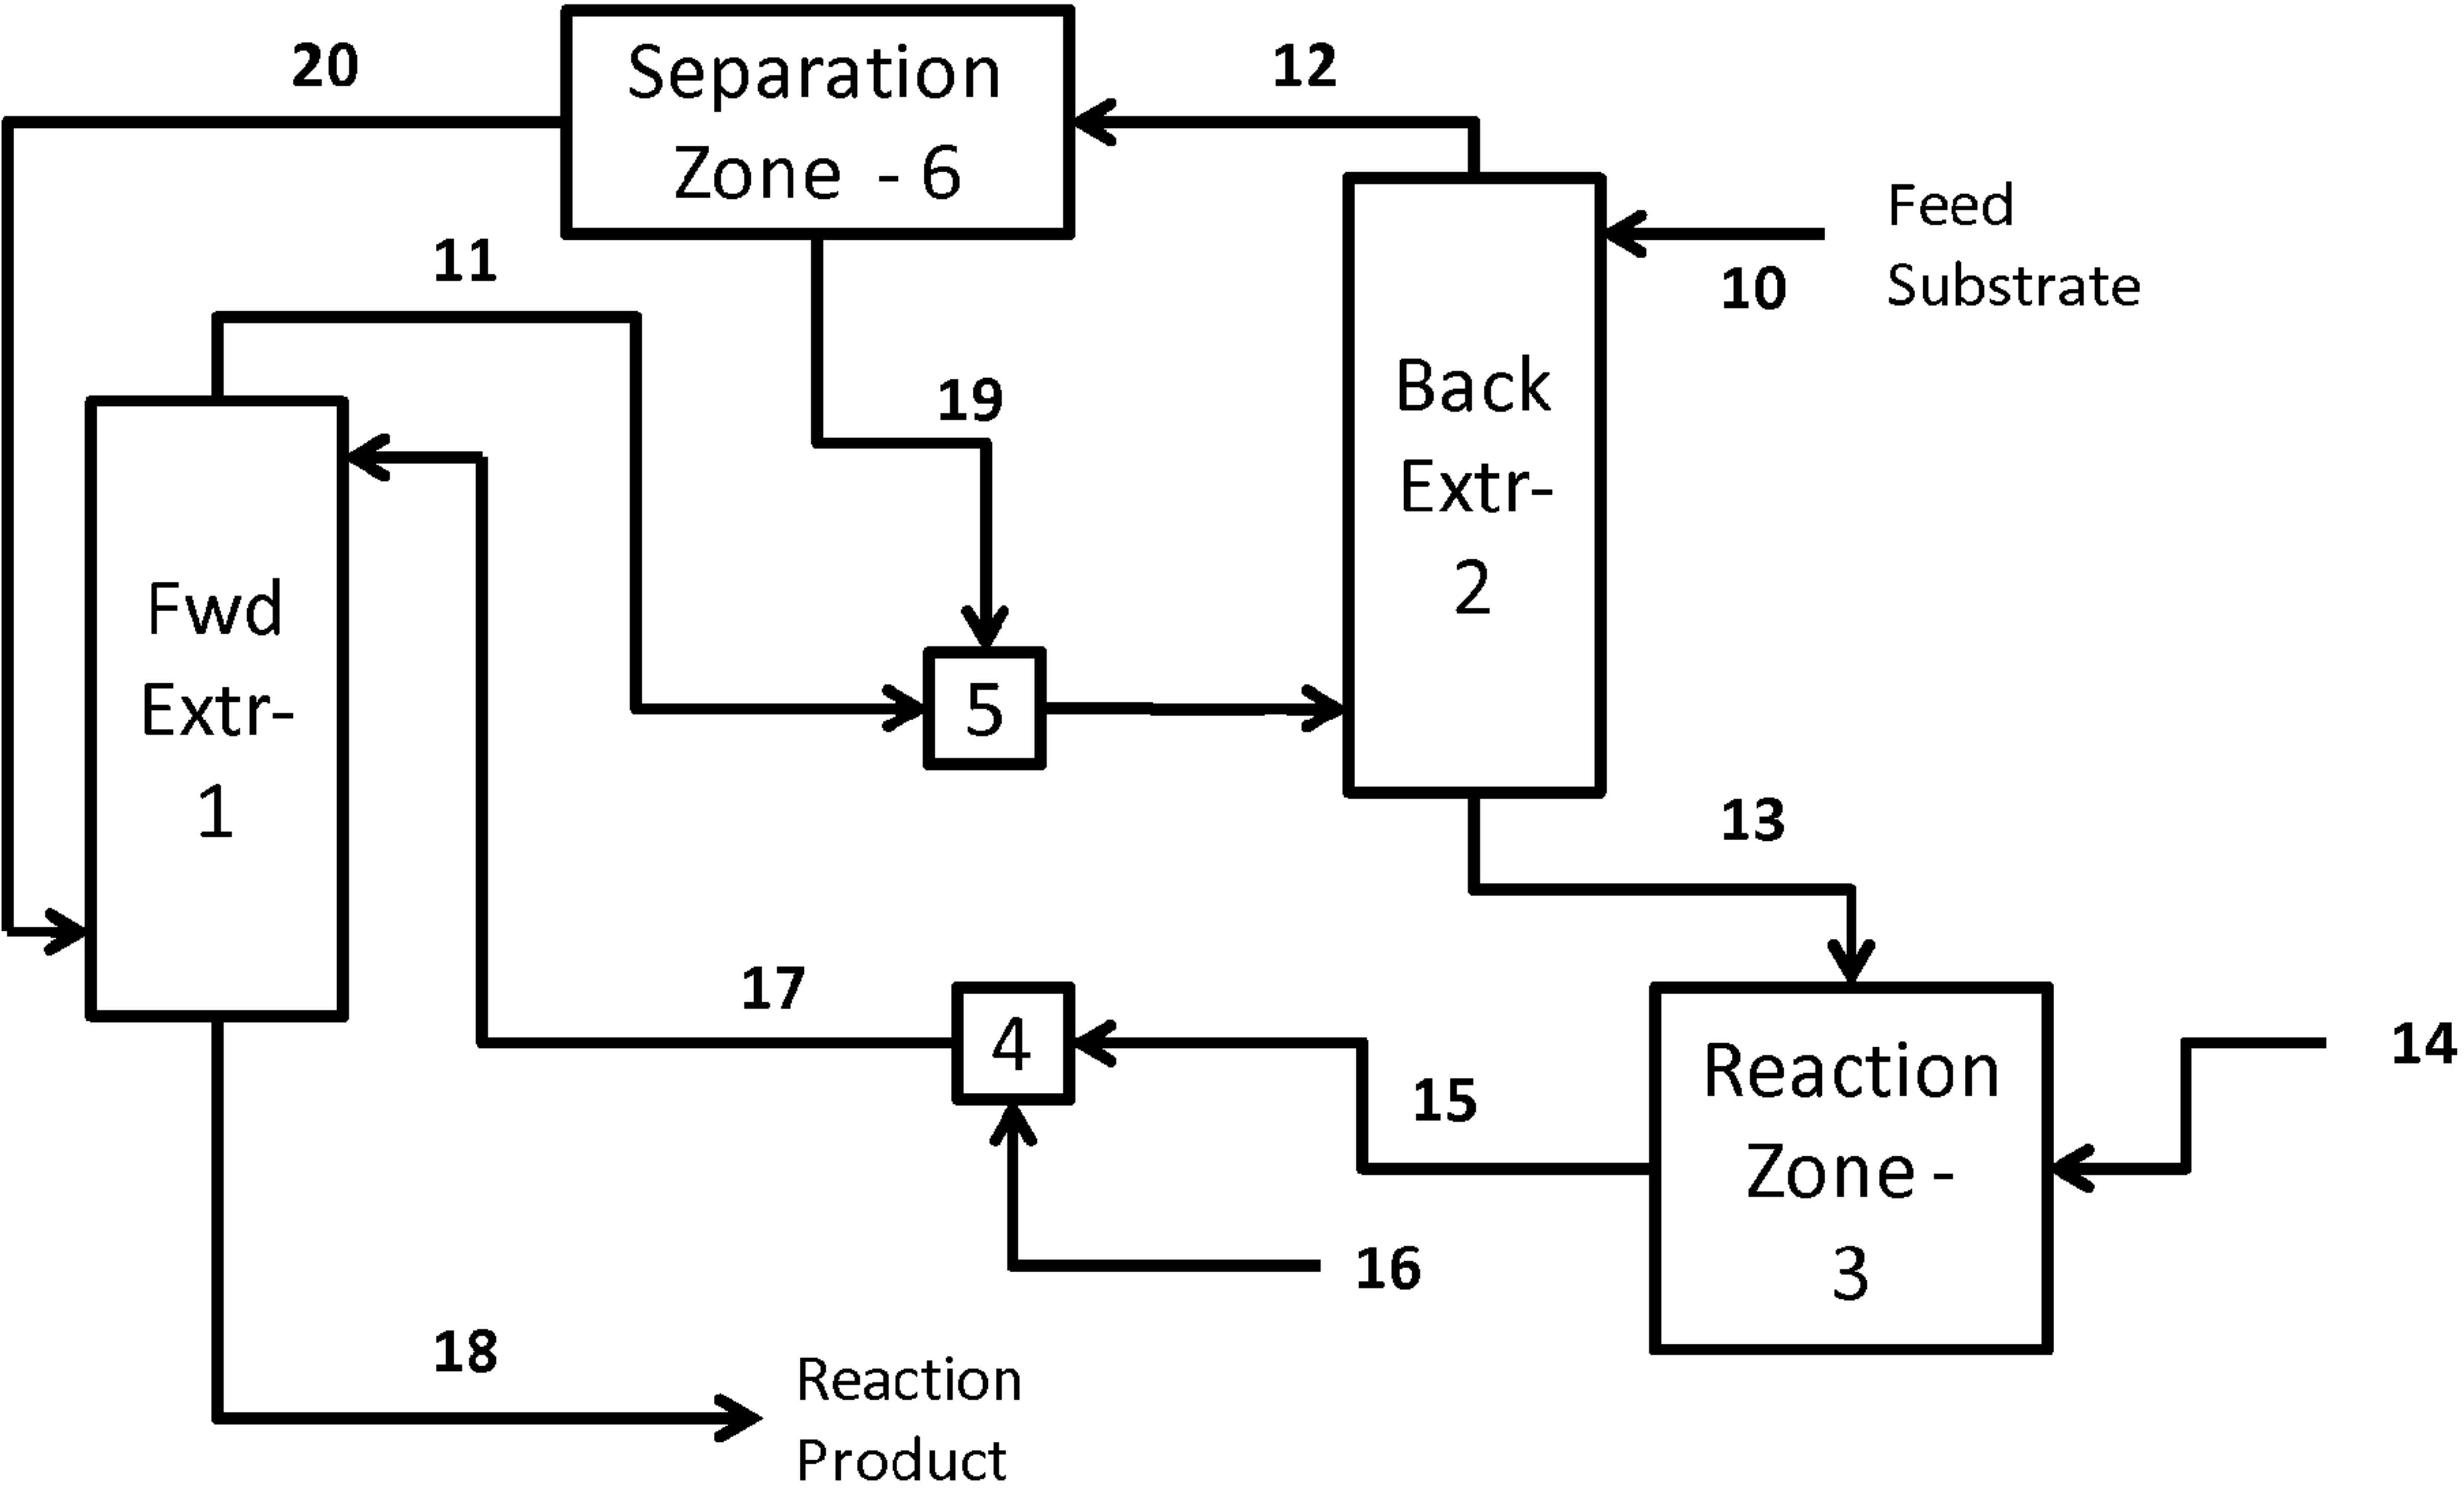 20
Separation
Zone - 6
12
Feed
Substrate
10
11
19
Back
Extr-
2
Fwd
Extr-
1
5
13
17
4
15
14
Reaction
Zone -
3
16
18
Reaction
Product